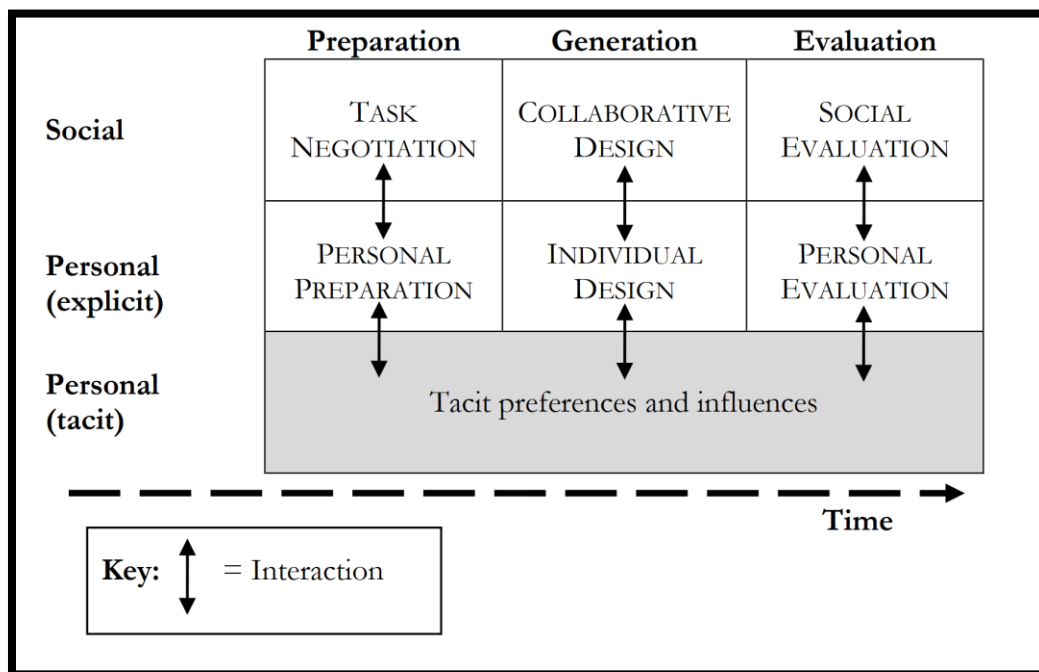 Preparation Generation Evaluation
Social
TASK
NEGOTIATION
COLLABORATIVE
DESIGN
SOCIAL
EVALUATION
Personal
(explicit)
PERSONAL
PREPARATION
INDIVIDUAL
DESIGN
PERSONAL
EVALUATION
Personal
(tacit)
Tacit preferences and influences
Time
Key: = Interaction